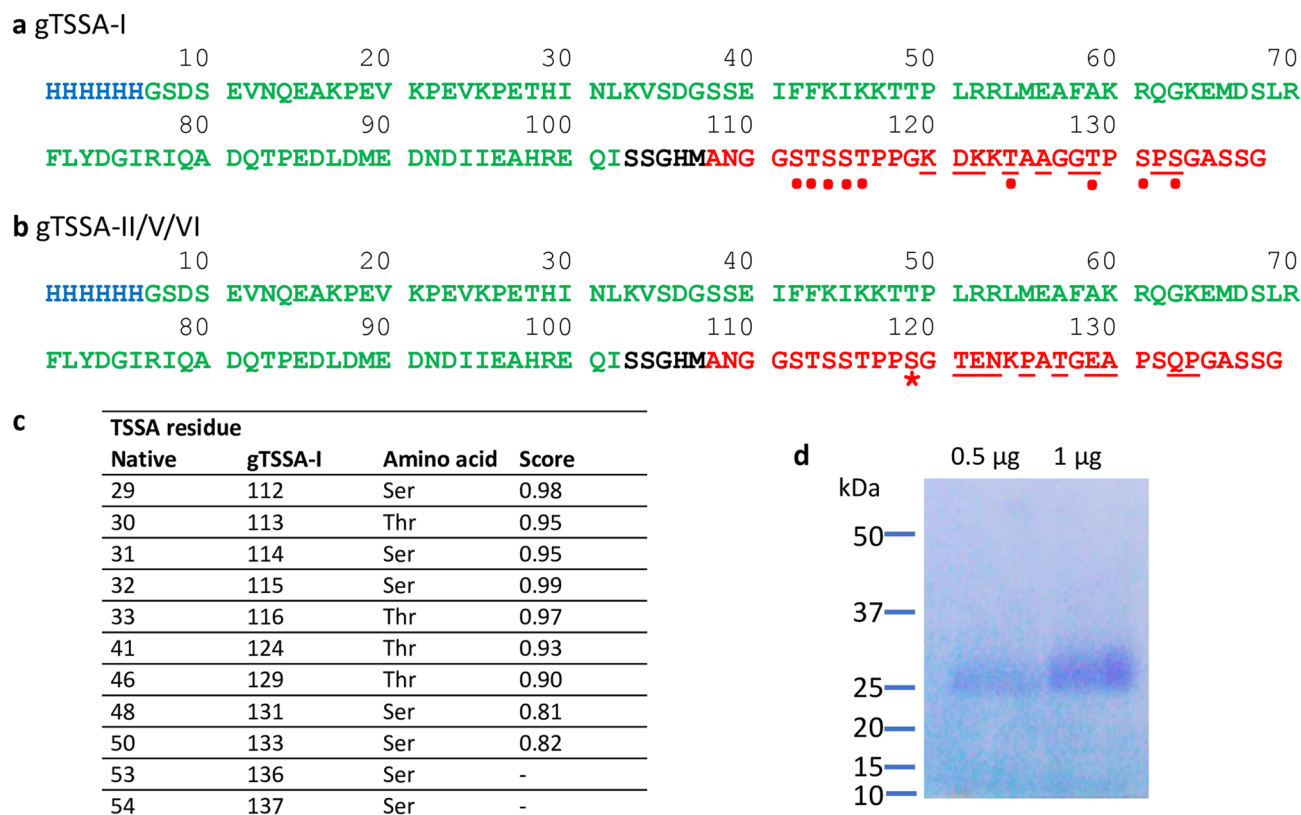 a gTSSA-I
10 20 30 40 50 60 70
HHHHHHGSDS EVNQEAKPEV KPEVKPETHI NLKVSDGSSE IFFKIKKTTP LRRLMEAFAK RQGKEMDSLR
80 90 100 110 120 130
FLYDGIRIQA DQTPEDLDME DNDIIEAHRE QISSGHMANG GSTSSTPPGK DKKTAAGGTP SPSGASSG
b gTSSA-II/V/VI
10 20 30 40 50 60 70
HHHHHHGSDS EVNQEAKPEV KPEVKPETHI NLKVSDGSSE IFFKIKKTTP LRRLMEAFAK RQGKEMDSLR
80 90 100 110 120 130
FLYDGIRIQA DQTPEDLDME DNDIIEAHRE QISSGHMANG GSTSSTPPSG TENKPATGEA PSQPGASSG
*
c
TSSA residue
Native gTSSA-I Amino acid Score
29 112 Ser 0.98
30 113 Thr 0.95
31 114 Ser 0.95
32 115 Ser 0.99
33 116 Thr 0.97
41 124 Thr 0.93
46 129 Thr 0.90
48 131 Ser 0.81
50 133 Ser 0.82
53 136 Ser -
54 137 Ser -
d 0.5 µg 1 µg
kDa
50
37
25
20
15
10